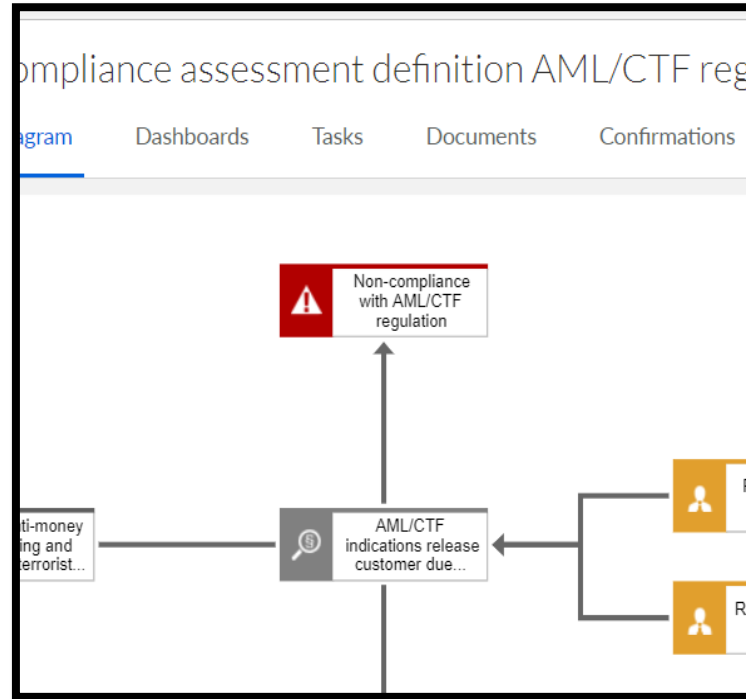 ompliance assessment definition AML/CTF reg
agram Dashboards Tasks Documents Confirmations
Non-compliance
with AML/CTF
regulation
ti-money
ing and
terrorist...
AML/CTF
indications release
customer due...
R